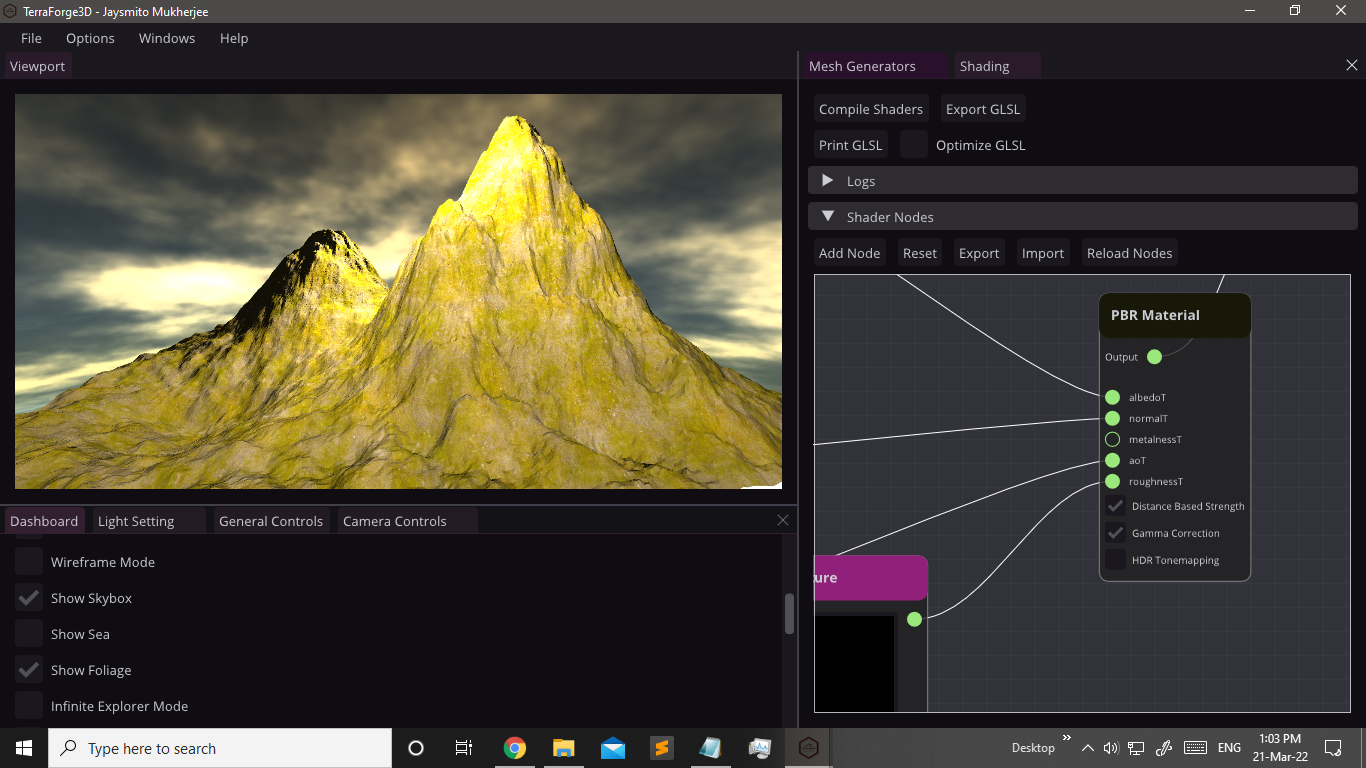 TerraForge3D - Jaysmito Mukherjee
File Options Windows Help
Viewport
Mesh Generators Shading
Compile Shaders Export GLSL
Print GLSL Optimize GLSL
Logs
Shader Nodes
Add Node Reset Export Import Reload Nodes
PBR Material
Output
albedoT
normalT
metalnessT
aoT
roughnessT
Distance Based Strength
Gamma Correction
HDR Tonemapping
ure
Dashboard Light Setting General Controls Camera Controls
Wireframe Mode
Show Skybox
Show Sea
Show Foliage
Infinite Explorer Mode
Type here to search
Desktop
ENG
1:03 PM
21-Mar-22